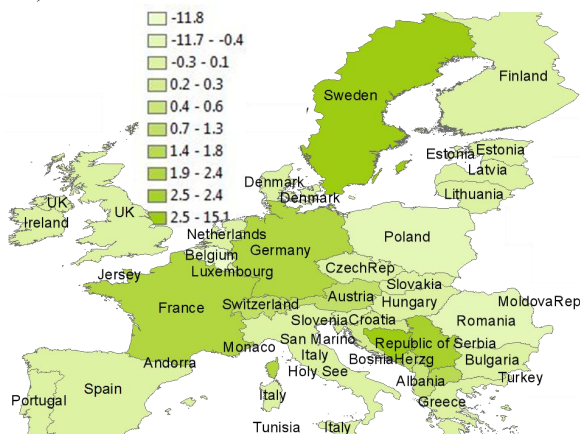 -11.8
-11.7 - -0.4
-0.3 - 0.1
0.2 - 0.3
0.4 - 0.6
0.7 - 1.3
1.4 - 1.8
1.9 - 2.4
2.5 - 2.4
2.5 - 15.1
Finland
Sweden
Estonia Estonia
Latvia
Lithuania
Denmark
Denmark
UK
UK
Ireland
Netherlands
Belgium
Luxembourg
Germany
Poland
Jersey
CzechRep
Slovakia
France
Switzerland
Austria
Hungary
MoldovaRep
Slovenia Croatia
Romania
Monaco
San Marino
Republic of Serbia
Italy
BosniaHerzg
Bulgaria
Andorra
Holy See
Albania
Turkey
Portugal
Spain
Italy
Greece
Tunisia
Italy